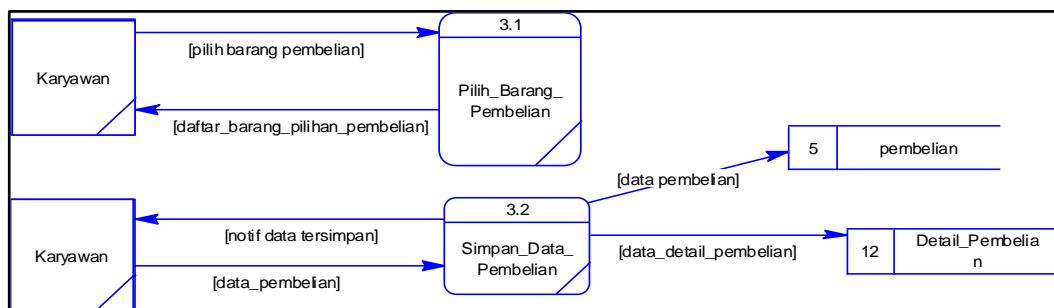 3.1
[pilih barang pembelian]
Karyawan
Pilih_Barang_
Pembelian
[daftar_barang_pilihan_pembelian]
5
pembelian
[data pembelian]
3.2
[notif data tersimpan]
Karyawan
Simpan_Data_
Pembelian
[data_detail_pembelian]
12
Detail_Pembelia
n
[data_pembelian]